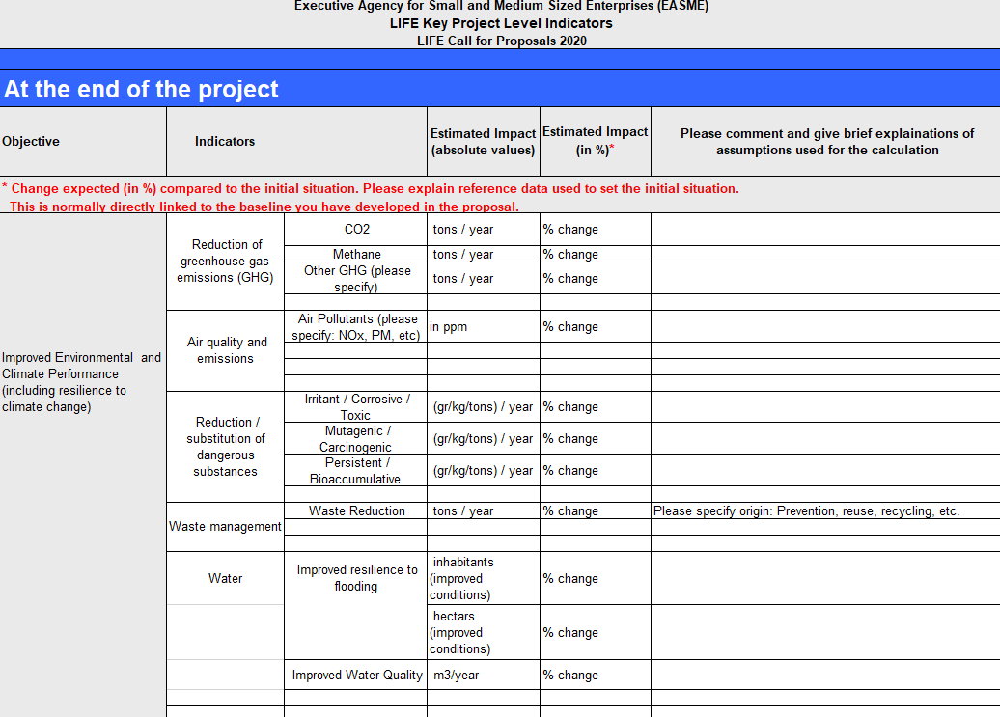 Executive Agency for Small and Medium Sized Enterprises (EASME)
LIFE Key Project Level Indicators
LIFE Call for Proposals 2020
At the end of the project
Objective
Indicators
Estimated Impact
(absolute values)
Estimated Impact
(in %)*
Please comment and give brief explainations of
assumptions used for the calculation
* Change expected (in %) compared to the initial situation. Please explain reference data used to set the initial situation.
This is normally directly linked to the baseline you have developed in the proposal.
Improved Environmental and
Climate Performance
(including resilience to
climate change)
Reduction of
greenhouse gas
emissions (GHG)
CO2
tons / year
% change
Methane
tons / year
% change
Other GHG (please
specify)
tons / year
% change
Air quality and
emissions
Air Pollutants (please
specify: NOx, PM, etc)
in ppm
% change
Reduction /
substitution of
dangerous
substances
Irritant / Corrosive /
Toxic
(gr/kg/tons) / year
% change
Mutagenic /
Carcinogenic
(gr/kg/tons) / year
% change
Persistent /
Bioaccumulative
(gr/kg/tons) / year
% change
Waste management
Waste Reduction
tons / year
% change
Please specify origin: Prevention, reuse, recycling, etc.
Water
Improved resilience to
flooding
inhabitants
(improved
conditions)
% change
hectars
(improved
conditions)
% change
Improved Water Quality
m3/year
% change